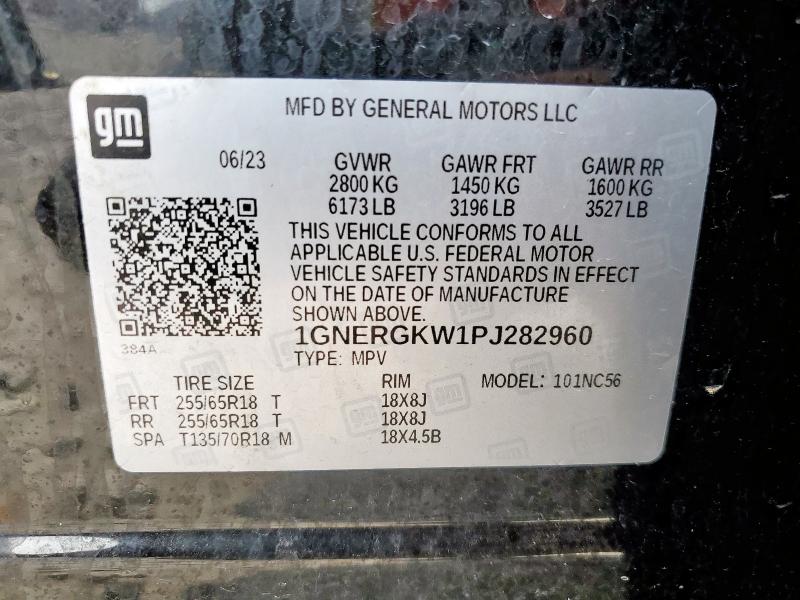 gm
MFD BY GENERAL MOTORS LLC
06/23 GVWR GAWR FRT GAWR RR
2800 KG 1450 KG 1600 KG
6173 LB 3196 LB 3527 LB
THIS VEHICLE CONFORMS TO ALL
APPLICABLE U.S. FEDERAL MOTOR
VEHICLE SAFETY STANDARDS IN EFFECT
ON THE DATE OF MANUFACTURE
SHOWN ABOVE.
1GNERGKW1PJ282960
384A
TYPE: MPV
TIRE SIZE RIM MODEL: 101NC56
FRT 255/65R18 T 18X8J
RR 255/65R18 T 18X8J
SPA T135/70R18 M 18X4.5B